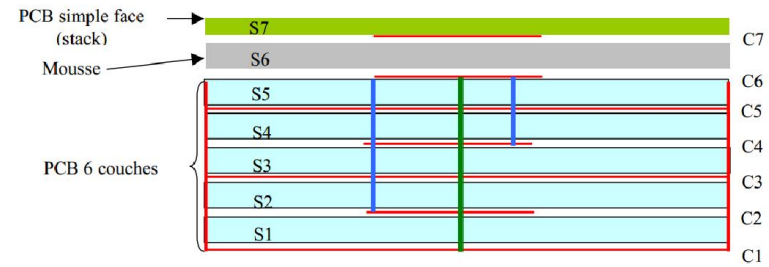 PCB simple face
(stack)
S7
C7
Mousse
S6
C6
S5
C5
S4
C4
PCB 6 couches
S3
C3
S2
C2
S1
C1